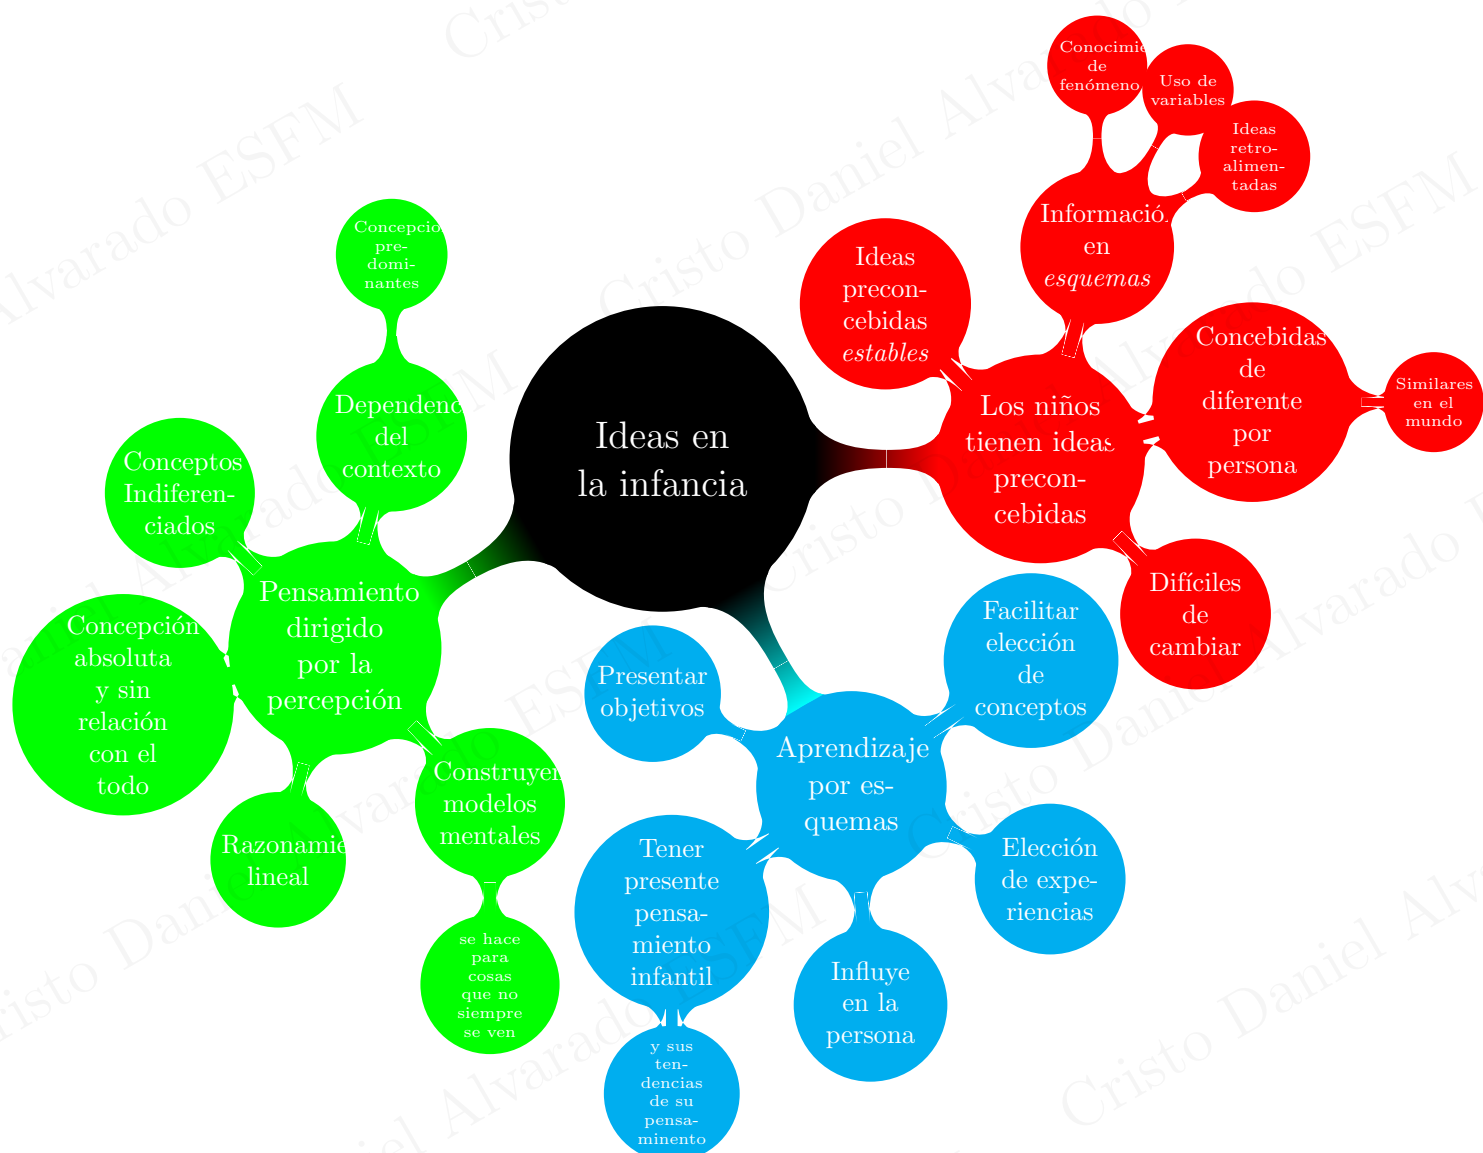 Ideas en
la infancia
Los niños
tienen ideas
precon-
cebidas
Ideas
precon-
cebidas
estables
Informació
en
esquemas
Conocimie
de
fenómeno
Uso de
variables
Ideas
retro-
alimen-
tadas
Concebidas
de
diferente
por
persona
Similares
en el
mundo
Difíciles
de
cambiar
Aprendizaje
por es-
quemas
Facilitar
elección
de
conceptos
Elección
de expe-
riencias
Influye
en la
persona
Tener
presente
pensa-
miento
infantil
y sus
ten-
dencias
de su
pensa-
minento
Presentar
objetivos
Pensamiento
dirigido
por la
percepción
Dependenc
del
contexto
Concepcio
pre-
domi-
nantes
Conceptos
Indiferen-
ciados
Concepción
absoluta
y sin
relación
con el
todo
Razonamie
lineal
Construyen
modelos
mentales
se hace
para
cosas
que no
siempre
se ven
Cristo Daniel Alvarado ESFM